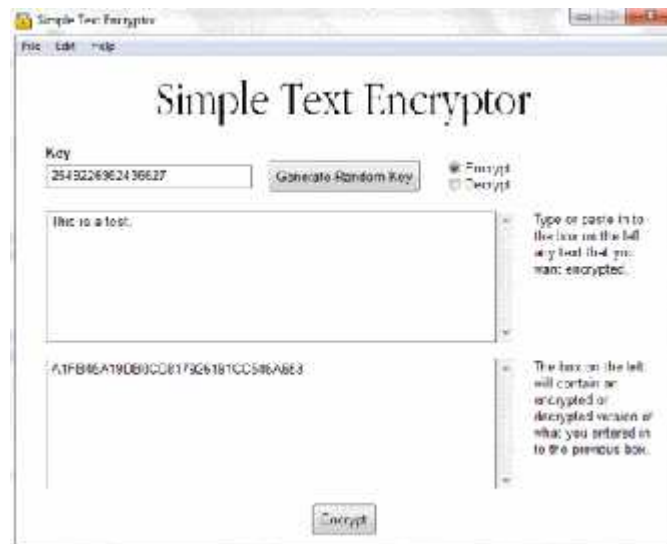 Simple Text Encryptor
File Edit Help
Simple Text Encryptor
Key
Generate Random Key
Encrypt
Decrypt
This is a test.
Type or paste in to
the box on the left
any text that you
want encrypted.
The box on the left
will contain an
encrypted or
decrypted version of
what you entered in
to the previous box.
Encrypt